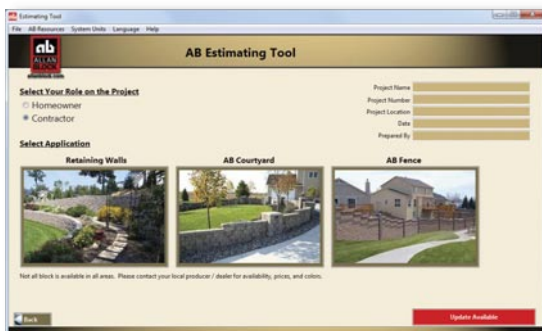 Estimating Tool
File AB Resources System Units Language Help
ab
ALLAN
BLOCK
allanblock.com
AB Estimating Tool
Select Your Role on the Project
Homeowner
Contractor
Project Name
Project Number
Project Location
Date
Prepared By
Select Application
Retaining Walls
AB Courtyard
AB Fence
Not all block is available in all areas. Please contact your local producer / dealer for availability, prices, and colors.
Back
Update Available